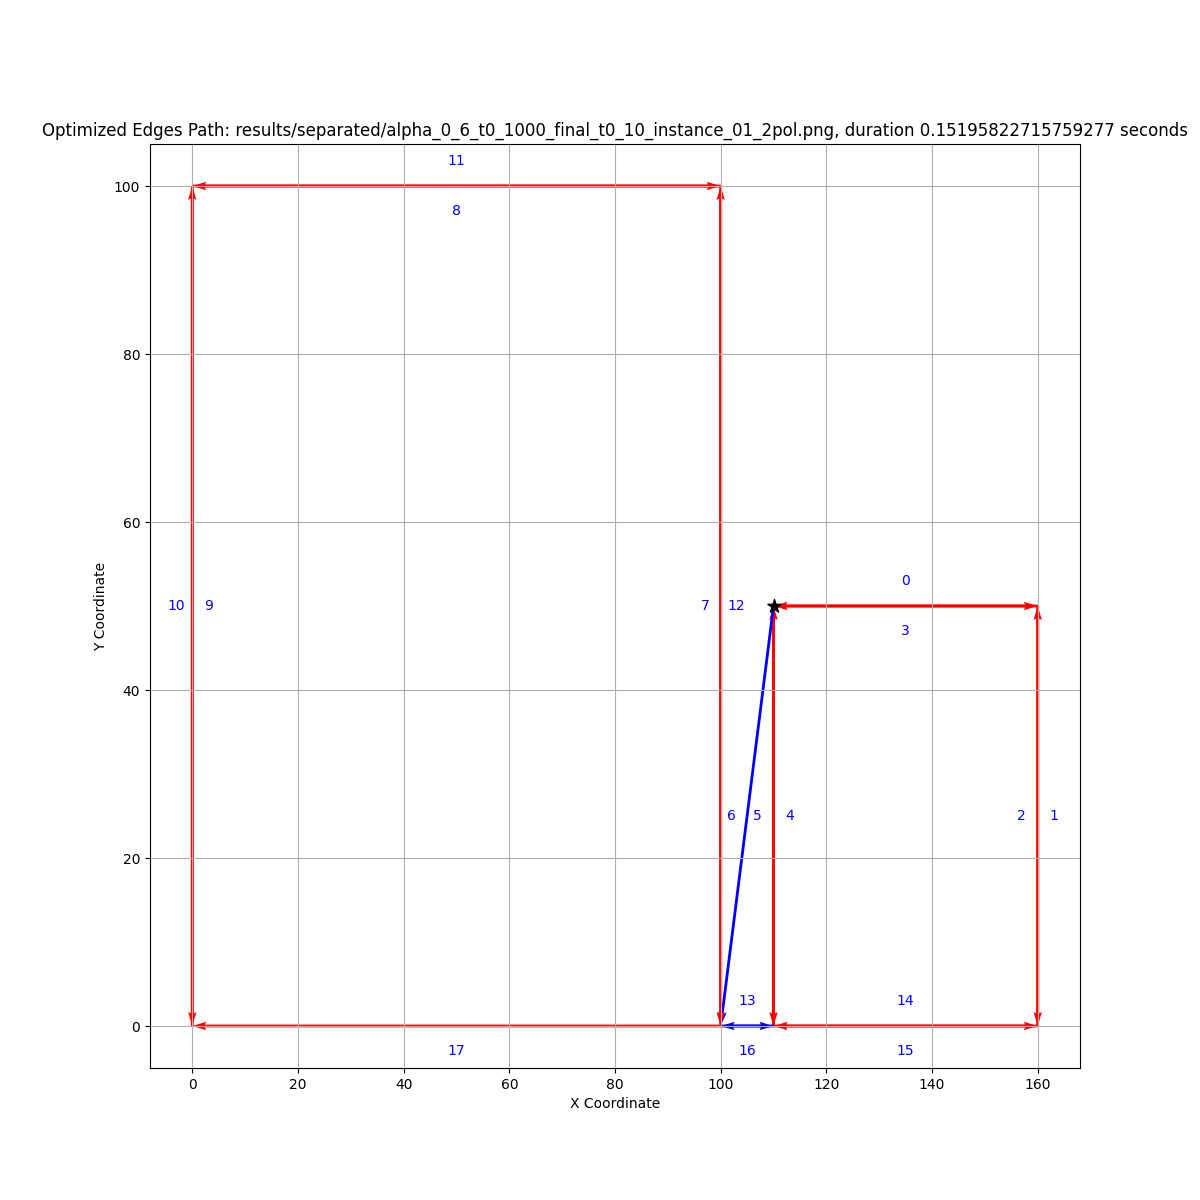 Optimized Edges Path: results/separated/alpha_0_6_t0_1000_final_t0_10_instance_01_2pol.png, duration 0.15195822715759277 seconds
11
100
8
80
60
0
10 9 7 12
3
Y Coordinate
40
6 5 4 2 1
20
13 14
0
17 16 15
0 20 40 60 80 100 120 140 160
X Coordinate